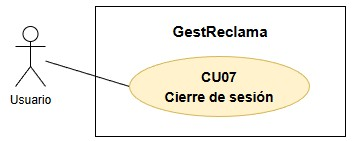 GestReclama
CU07
Cierre de sesión
Usuario